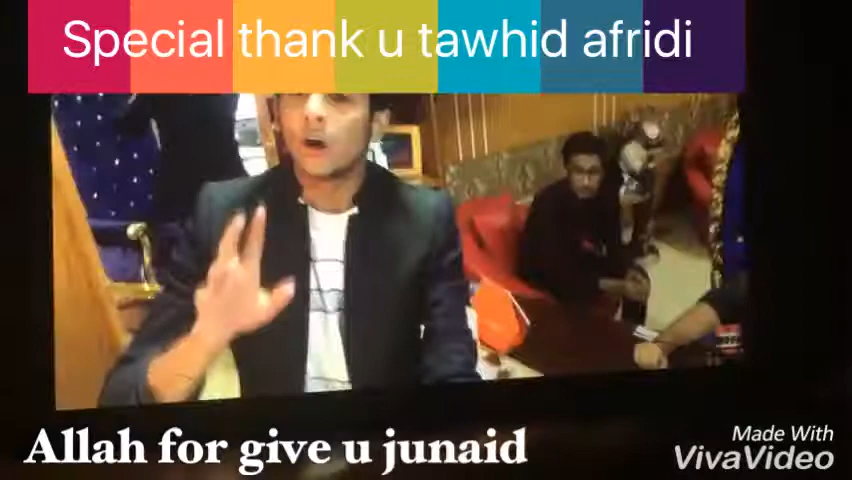 Special thank u tawhid afridi
Allah for give u junaid
Made With
VivaVideo